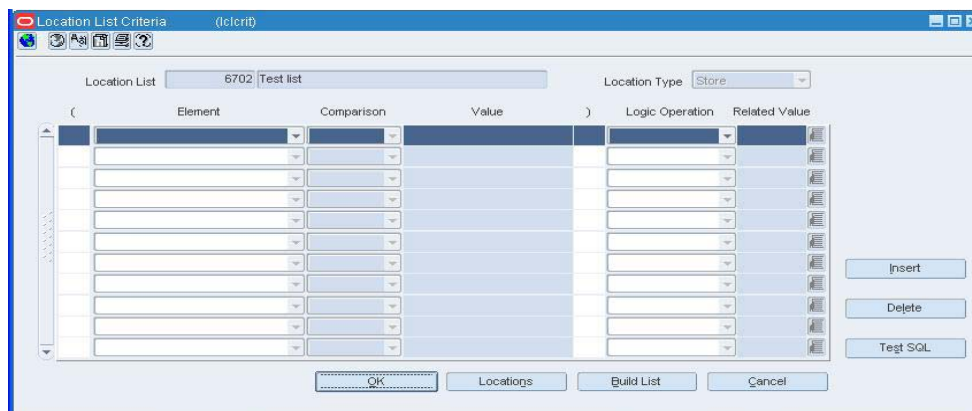 Location List Criteria (lclcrit)
Location List 6702 Test list Location Type Store
( Element Comparison Value ) Logic Operation Related Value
Insert
Delete
Test SQL
OK Locations Build List Cancel